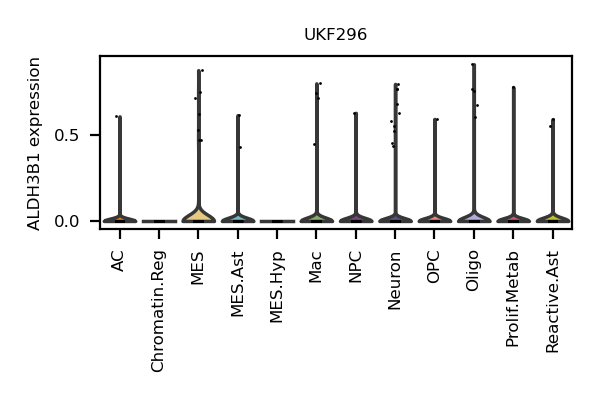 UKF296
ALDH3B1 expression
0.5
0.0
AC
Chromatin.Reg
MES
MES.Ast
MES.Hyp
Mac
NPC
Neuron
OPC
Oligo
Prolif.Metab
Reactive.Ast